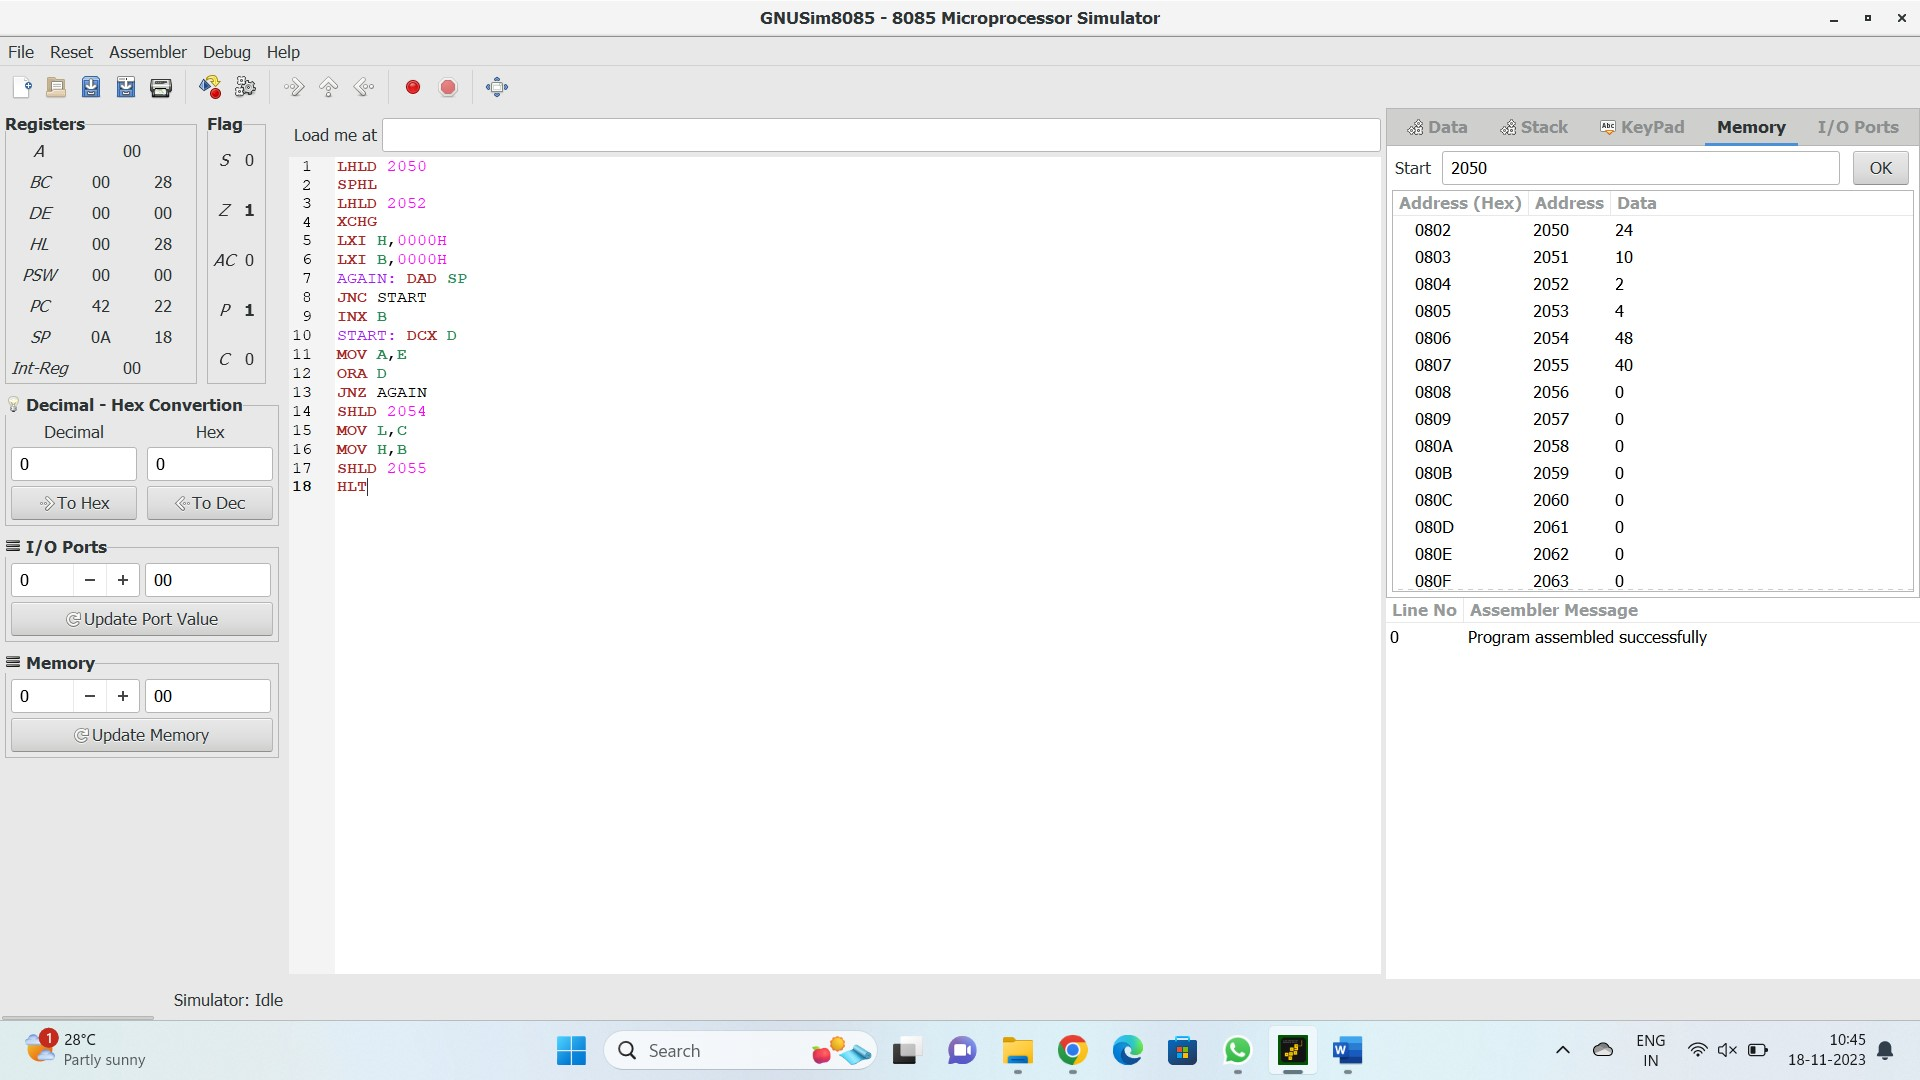 GNUSim8085 - 8085 Microprocessor Simulator
File Reset Assembler Debug Help
Registers
A 00
BC 00 28
DE 00 00
HL 00 28
PSW 00 00
PC 42 22
SP 0A 18
Int-Reg 00
Flag
S 0
Z 1
AC 0
P 1
C 0
Decimal - Hex Convertion
Decimal Hex
0 0
To Hex To Dec
I/O Ports
0 − + 00
Update Port Value
Memory
0 − + 00
Update Memory
Load me at
1 LHLD 2050
2 SPHL
3 LHLD 2052
4 XCHG
5 LXI H,0000H
6 LXI B,0000H
7 AGAIN: DAD SP
8 JNC START
9 INX B
10 START: DCX D
11 MOV A,E
12 ORA D
13 JNZ AGAIN
14 SHLD 2054
15 MOV L,C
16 MOV H,B
17 SHLD 2055
18 HLT
Data Stack Abc KeyPad Memory I/O Ports
Start 2050 OK
Address (Hex) Address Data
0802 2050 24
0803 2051 10
0804 2052 2
0805 2053 4
0806 2054 48
0807 2055 40
0808 2056 0
0809 2057 0
080A 2058 0
080B 2059 0
080C 2060 0
080D 2061 0
080E 2062 0
080F 2063 0
Line No Assembler Message
0 Program assembled successfully
Simulator: Idle
1 28°C
Partly sunny
Search
W
ENG
IN
10:45
18-11-2023